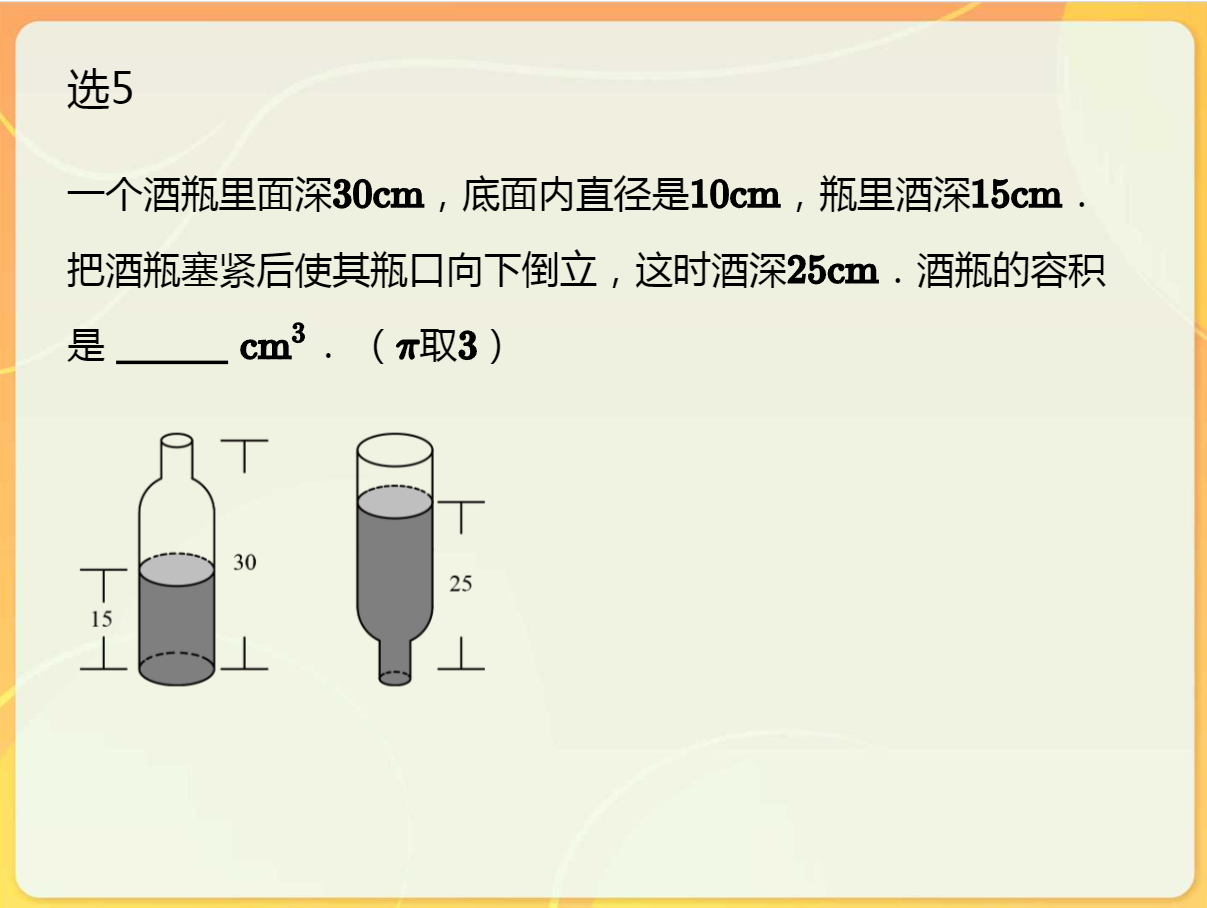 选5
一个酒瓶里面深30cm，底面内直径是10cm，瓶里酒深15cm．
把酒瓶塞紧后使其瓶口向下倒立，这时酒深25cm．酒瓶的容积
是 ______ cm³．（π取3）
30
25
15